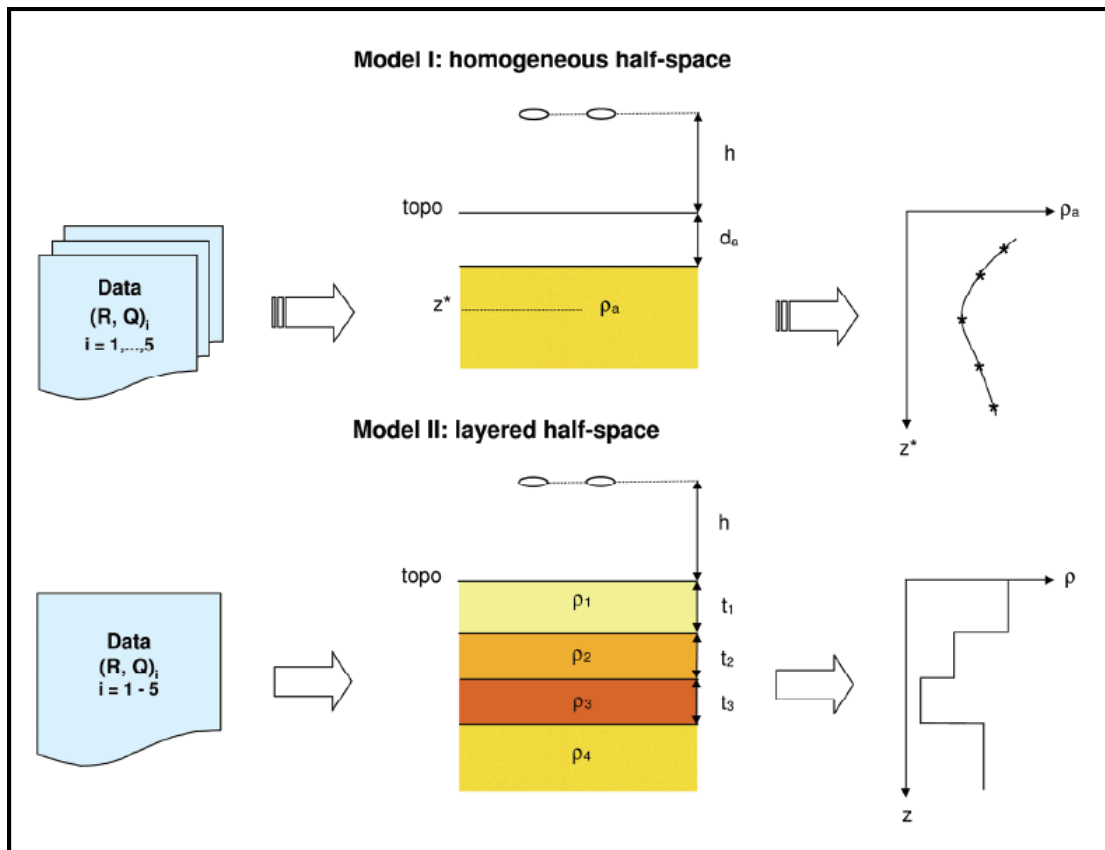 Model I: homogeneous half-space
h
topo
ρa
da
Data
(R, Q)i
i = 1,...,5
z*
ρa
z*
Model II: layered half-space
h
topo
ρ
ρ1
t1
Data
(R, Q)i
i = 1 - 5
ρ2
t2
ρ3
t3
ρ4
z